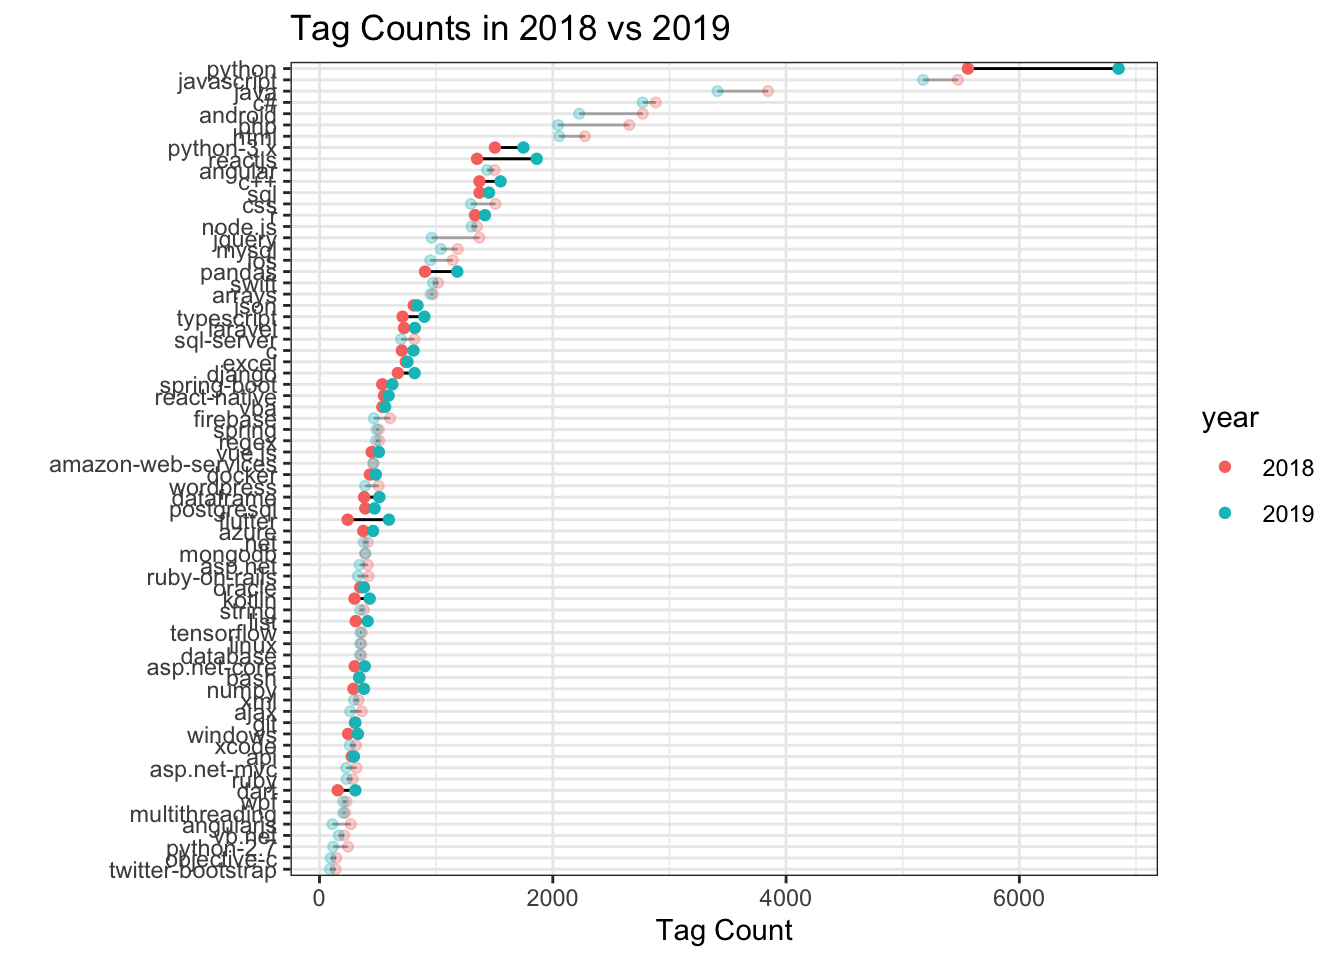 Tag Counts in 2018 vs 2019
python
javascript
java
c#
android
php
html
python-3.x
reactjs
angular
c++
sql
css
r
node.js
jquery
mysql
ios
pandas
swift
arrays
json
typescript
laravel
sql-server
c
excel
django
spring-boot
react-native
vba
firebase
spring
regex
vue.js
amazon-web-services
docker
wordpress
dataframe
postgresql
flutter
azure
.net
mongodb
asp.net
ruby-on-rails
oracle
kotlin
string
list
tensorflow
linux
database
asp.net-core
bash
numpy
xml
ajax
git
windows
xcode
api
asp.net-mvc
ruby
dart
wpf
multithreading
angularjs
vb.net
python-2.7
objective-c
twitter-bootstrap
0
2000
4000
6000
Tag Count
year
2018
2019